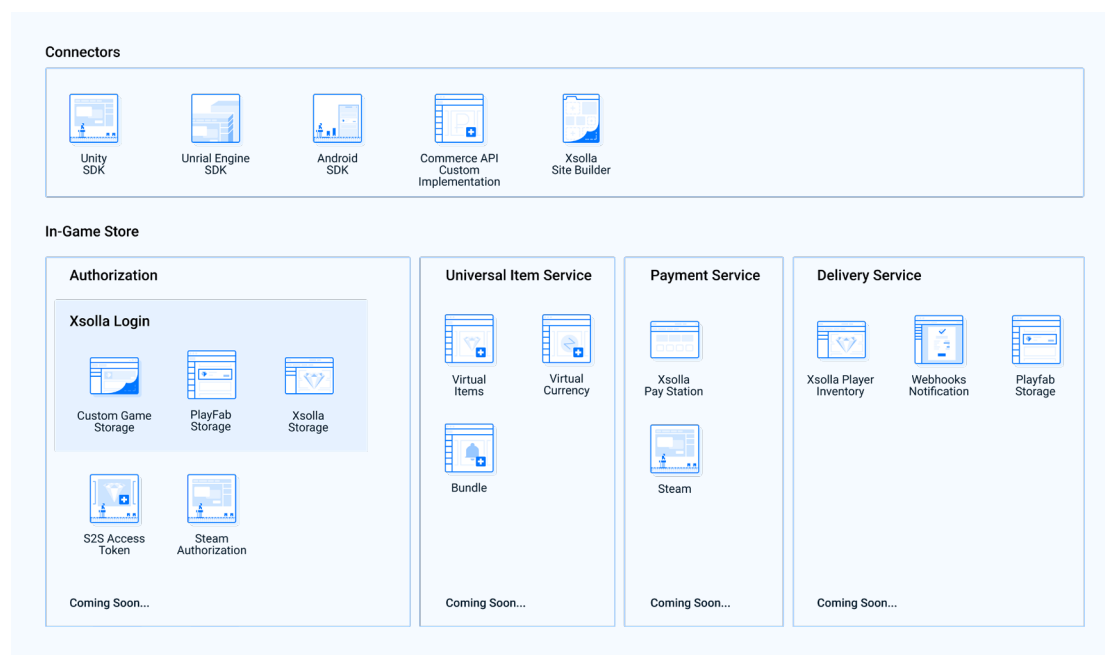 Connectors
Unity
SDK
Unrial Engine
SDK
Android
SDK
Commerce API
Custom
Implementation
Xsolla
Site Builder
In-Game Store
Authorization
Xsolla Login
Custom Game
Storage
PlayFab
Storage
Xsolla
Storage
S2S Access
Token
Steam
Authorization
Coming Soon...
Universal Item Service
Virtual
Items
Virtual
Currency
Bundle
Coming Soon...
Payment Service
Xsolla
Pay Station
Steam
Coming Soon...
Delivery Service
Xsolla Player
Inventory
Webhooks
Notification
Playfab
Storage
Coming Soon...